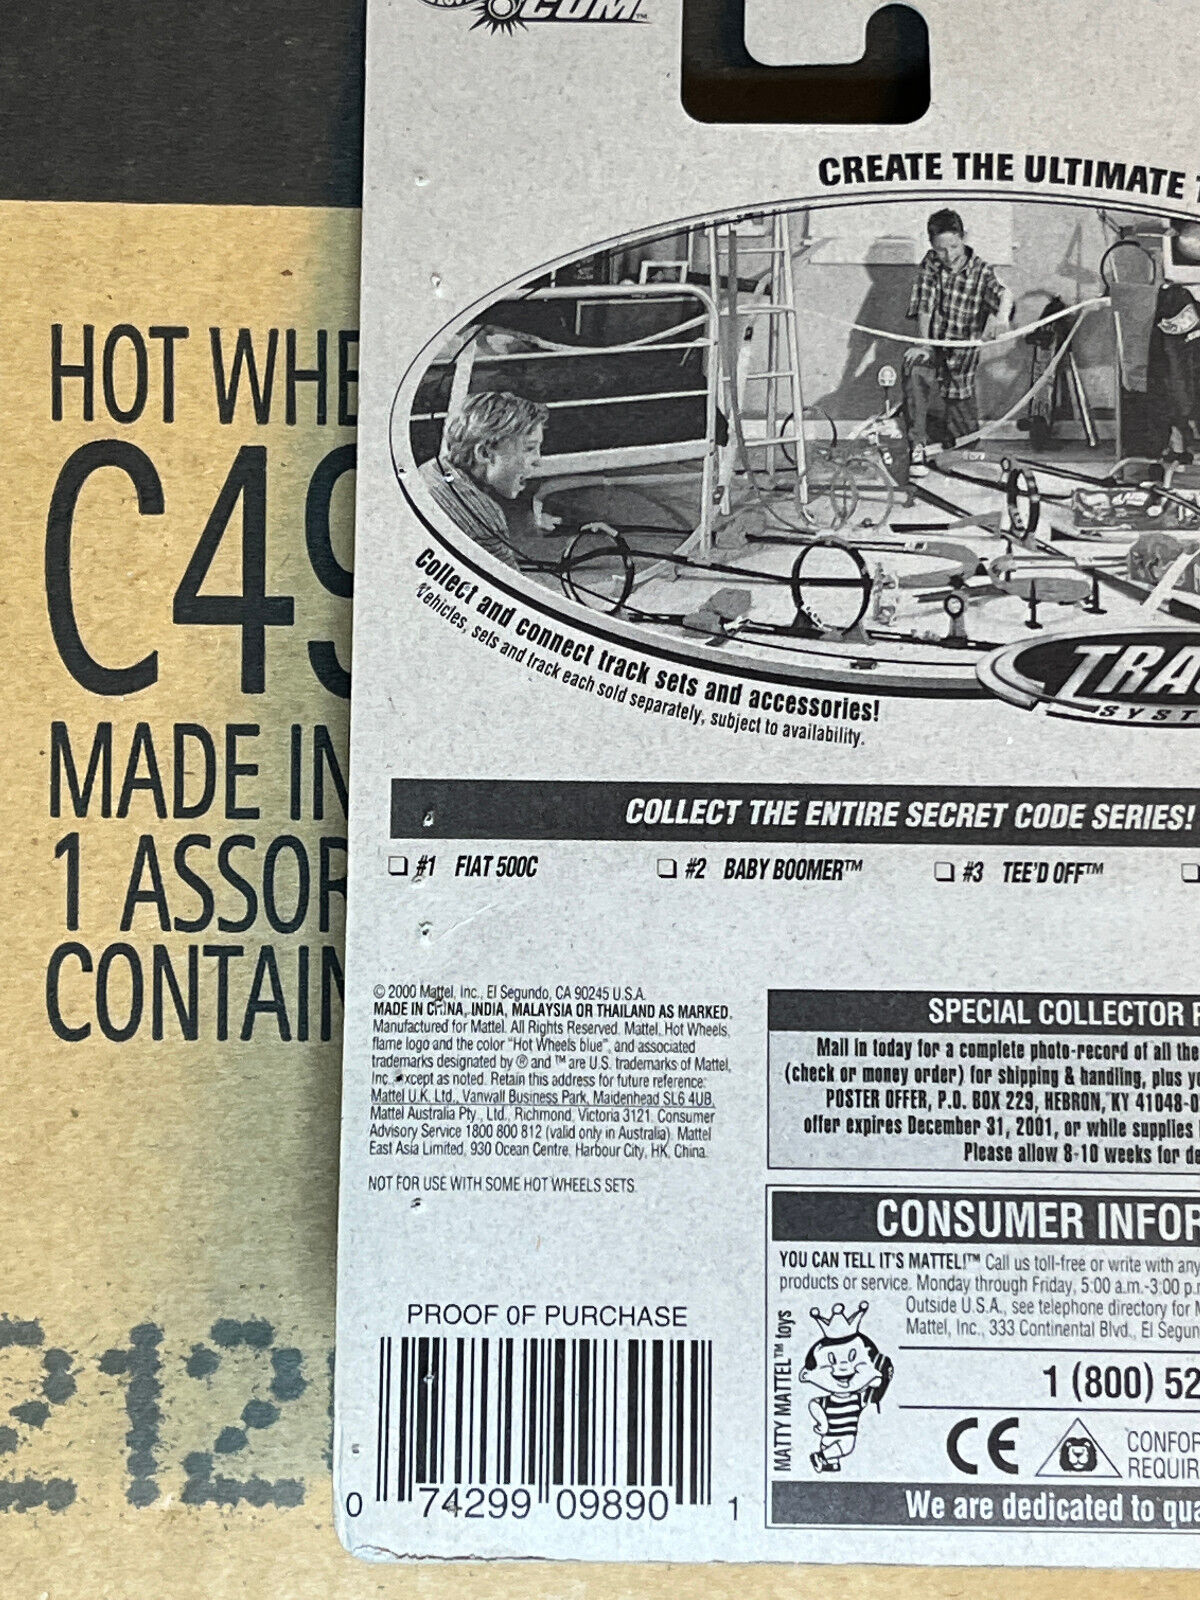 .COM™
CREATE THE ULTIMATE
HOT WHE
C49
MADE IN
1 ASSOR
CONTAIN
Collect and connect track sets and accessories!
Vehicles, sets and track each sold separately, subject to availability.
TRA
SYST
COLLECT THE ENTIRE SECRET CODE SERIES!
#1 FIAT 500C #2 BABY BOOMER™ #3 TEE'D OFF™
© 2000 Mattel, Inc., El Segundo, CA 90245 U.S.A.
MADE IN CHINA, INDIA, MALAYSIA OR THAILAND AS MARKED.
Manufactured for Mattel. All Rights Reserved. Mattel, Hot Wheels,
flame logo and the color "Hot Wheels blue", and associated
trademarks designated by ® and ™ are U.S. trademarks of Mattel,
Inc. except as noted. Retain this address for future reference:
Mattel U.K. Ltd., Vanwall Business Park, Maidenhead SL6 4UB.
Mattel Australia Pty., Ltd., Richmond, Victoria 3121. Consumer
Advisory Service 1800 800 812 (valid only in Australia). Mattel
East Asia Limited, 930 Ocean Centre, Harbour City, HK, China.
NOT FOR USE WITH SOME HOT WHEELS SETS.
SPECIAL COLLECTOR
Mail in today for a complete photo-record of all the
(check or money order) for shipping & handling, plus yo
POSTER OFFER, P.O. BOX 229, HEBRON, KY 41048-0
offer expires December 31, 2001, or while supplies
Please allow 8-10 weeks for de
CONSUMER INFOR
YOU CAN TELL IT'S MATTEL!™ Call us toll-free or write with any
products or service. Monday through Friday, 5:00 a.m.-3:00 p.m
Outside U.S.A., see telephone directory for M
Mattel, Inc., 333 Continental Blvd., El Segun
1 (800) 52
MATTY MATTEL™ toys
CE
CONFOR
REQUIR
We are dedicated to qua
PROOF OF PURCHASE
0 74299 09890 1
212